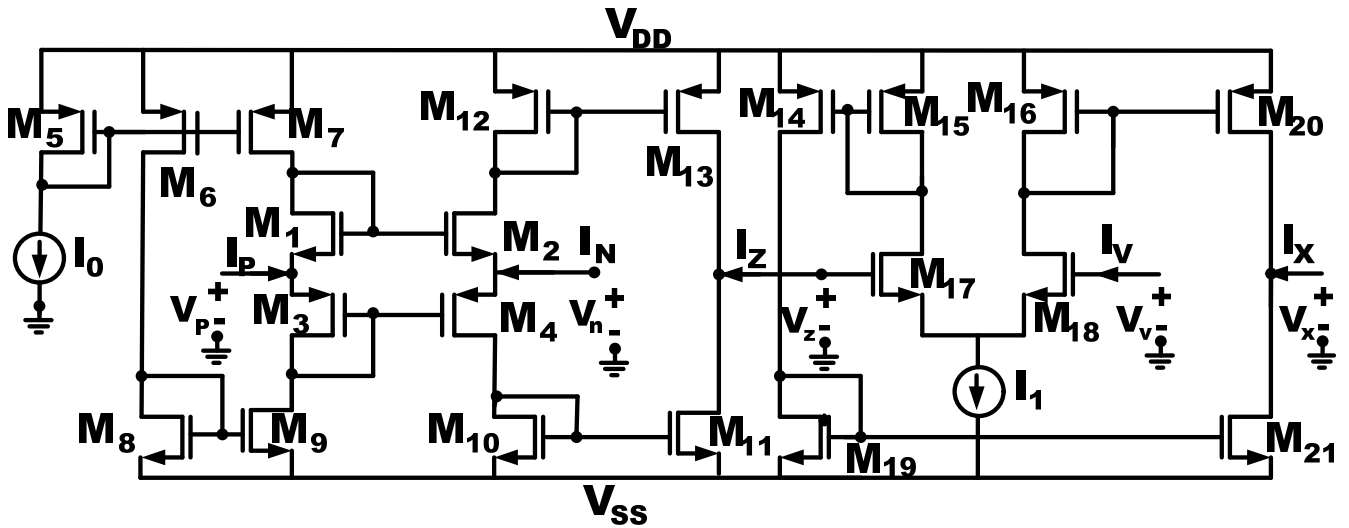 VDD
M5
M6
M7
M12
M13
M14
M15
M16
M20
I0
M1
M2
IP
IN
IZ
IV
IX
VP
+
-
M3
M4
Vn
+
-
Vz
+
-
M17
M18
Vv
+
-
Vx
+
-
I1
M8
M9
M10
M11
M19
M21
VSS